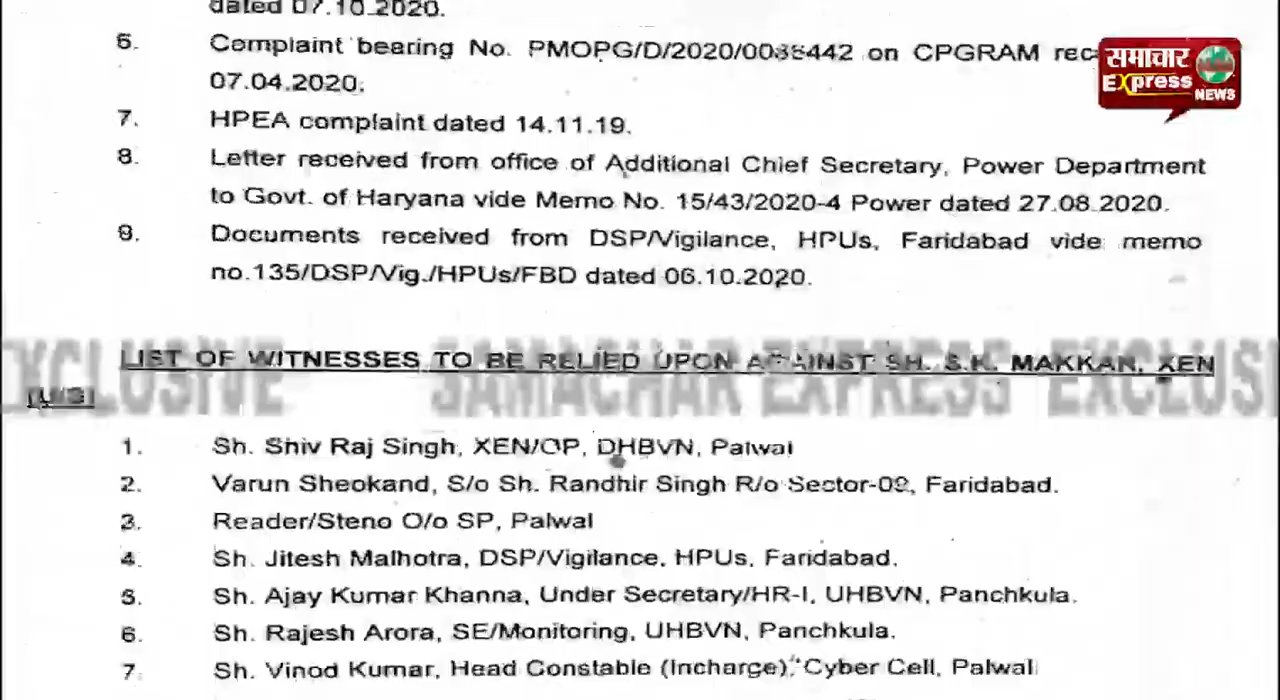 dated 07.10.2020.
6. Complaint bearing No. PMOPG/D/2020/0035442 on CPGRAM
07.04.2020.
7. HPEA complaint dated 14.11.19.
8. Letter received from office of Additional Chief Secretary, Power Department
to Govt. of Haryana vide Memo No. 15/43/2020-4 Power dated 27.08.2020.
9. Documents received from DSP/Vigilance, HPUs, Faridabad vide memo
no.135/DSP/Vig./HPUs/FBD dated 06.10.2020.
समाचार
Express
NEWS
LIST OF WITNESSES TO BE RELIED UPON AGAINST SH. S.K. MAKKAN, XEN
(U/S)
EXCLUSIVE SAMACHAR EXPRESS EXCLUSI
1. Sh. Shiv Raj Singh, XEN/OP, DHBVN, Palwal
2. Varun Sheokand, S/o Sh. Randhir Singh R/o Sector-09, Faridabad.
3. Reader/Steno O/o SP, Palwal
4. Sh. Jitesh Malhotra, DSP/Vigilance, HPUs, Faridabad.
5. Sh. Ajay Kumar Khanna, Under Secretary/HR-I, UHBVN, Panchkula.
6. Sh. Rajesh Arora, SE/Monitoring, UHBVN, Panchkula.
7. Sh. Vinod Kumar, Head Constable (Incharge), Cyber Cell, Palwal